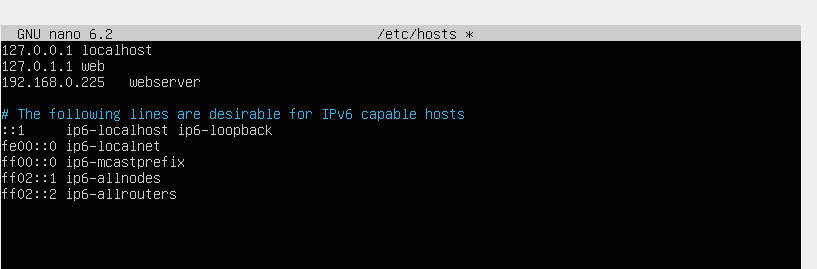 GNU nano 6.2 /etc/hosts *
127.0.0.1 localhost
127.0.1.1 web
192.168.0.225 webserver
# The following lines are desirable for IPv6 capable hosts
::1 ip6-localhost ip6-loopback
fe00::0 ip6-localnet
ff00::0 ip6-mcastprefix
ff02::1 ip6-allnodes
ff02::2 ip6-allrouters